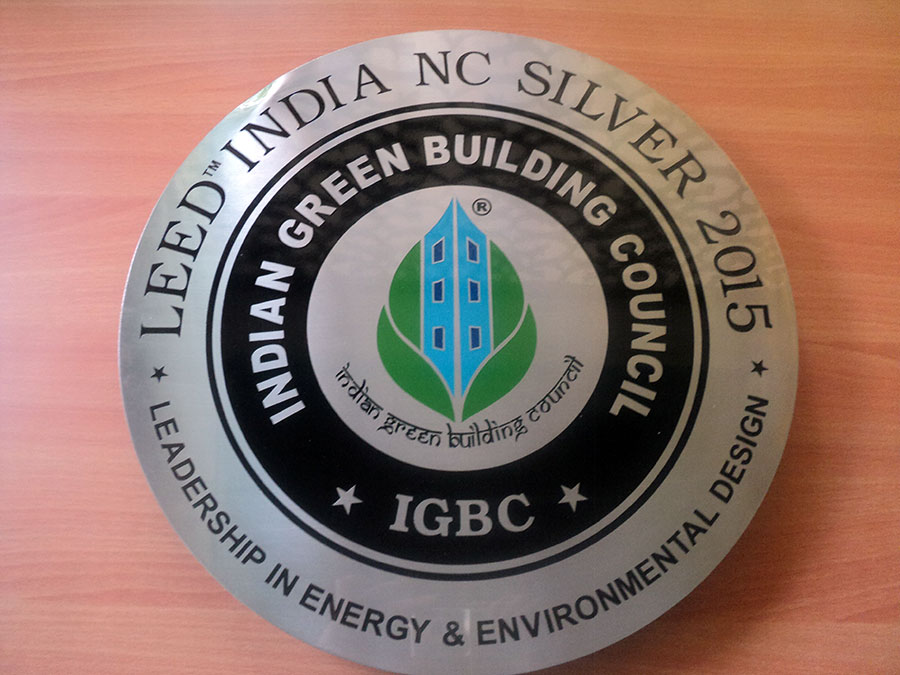 LEED™ INDIA NC SILVER 2015
LEADERSHIP IN ENERGY & ENVIRONMENTAL DESIGN
INDIAN GREEN BUILDING COUNCIL
IGBC
®
indian green building council